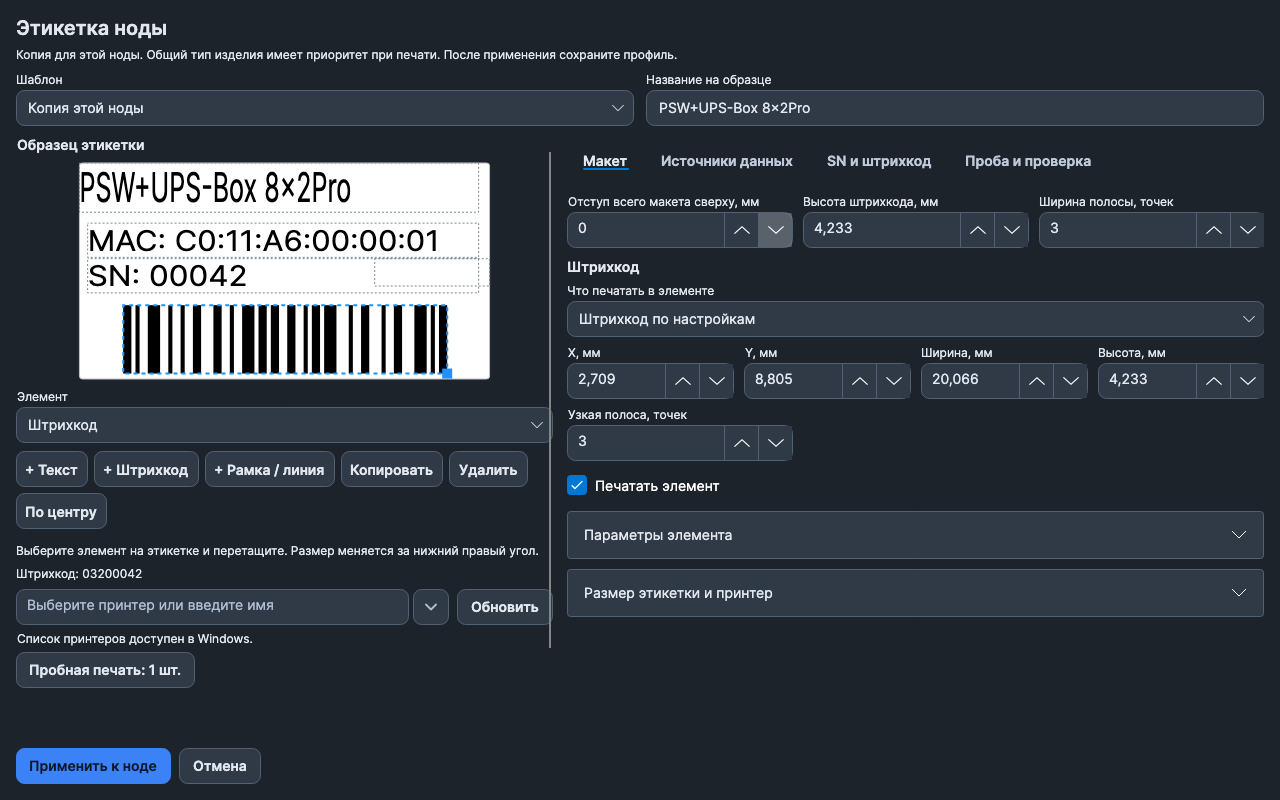 Этикетка ноды
Копия для этой ноды. Общий тип изделия имеет приоритет при печати. После применения сохраните профиль.
Шаблон
Название на образце
Копия этой ноды
PSW+UPS-Box 8×2Pro
Образец этикетки
PSW+UPS-Box 8×2Pro
MAC: C0:11:A6:00:00:01
SN: 00042
Элемент
Штрихкод
+ Текст
+ Штрихкод
+ Рамка / линия
Копировать
Удалить
По центру
Выберите элемент на этикетке и перетащите. Размер меняется за нижний правый угол.
Штрихкод: 03200042
Выберите принтер или введите имя
Обновить
Список принтеров доступен в Windows.
Пробная печать: 1 шт.
Макет
Источники данных
SN и штрихкод
Проба и проверка
Отступ всего макета сверху, мм
Высота штрихкода, мм
Ширина полосы, точек
0
4,233
3
Штрихкод
Что печатать в элементе
Штрихкод по настройкам
X, мм
Y, мм
Ширина, мм
Высота, мм
2,709
8,805
20,066
4,233
Узкая полоса, точек
3
Печатать элемент
Параметры элемента
Размер этикетки и принтер
Применить к ноде
Отмена